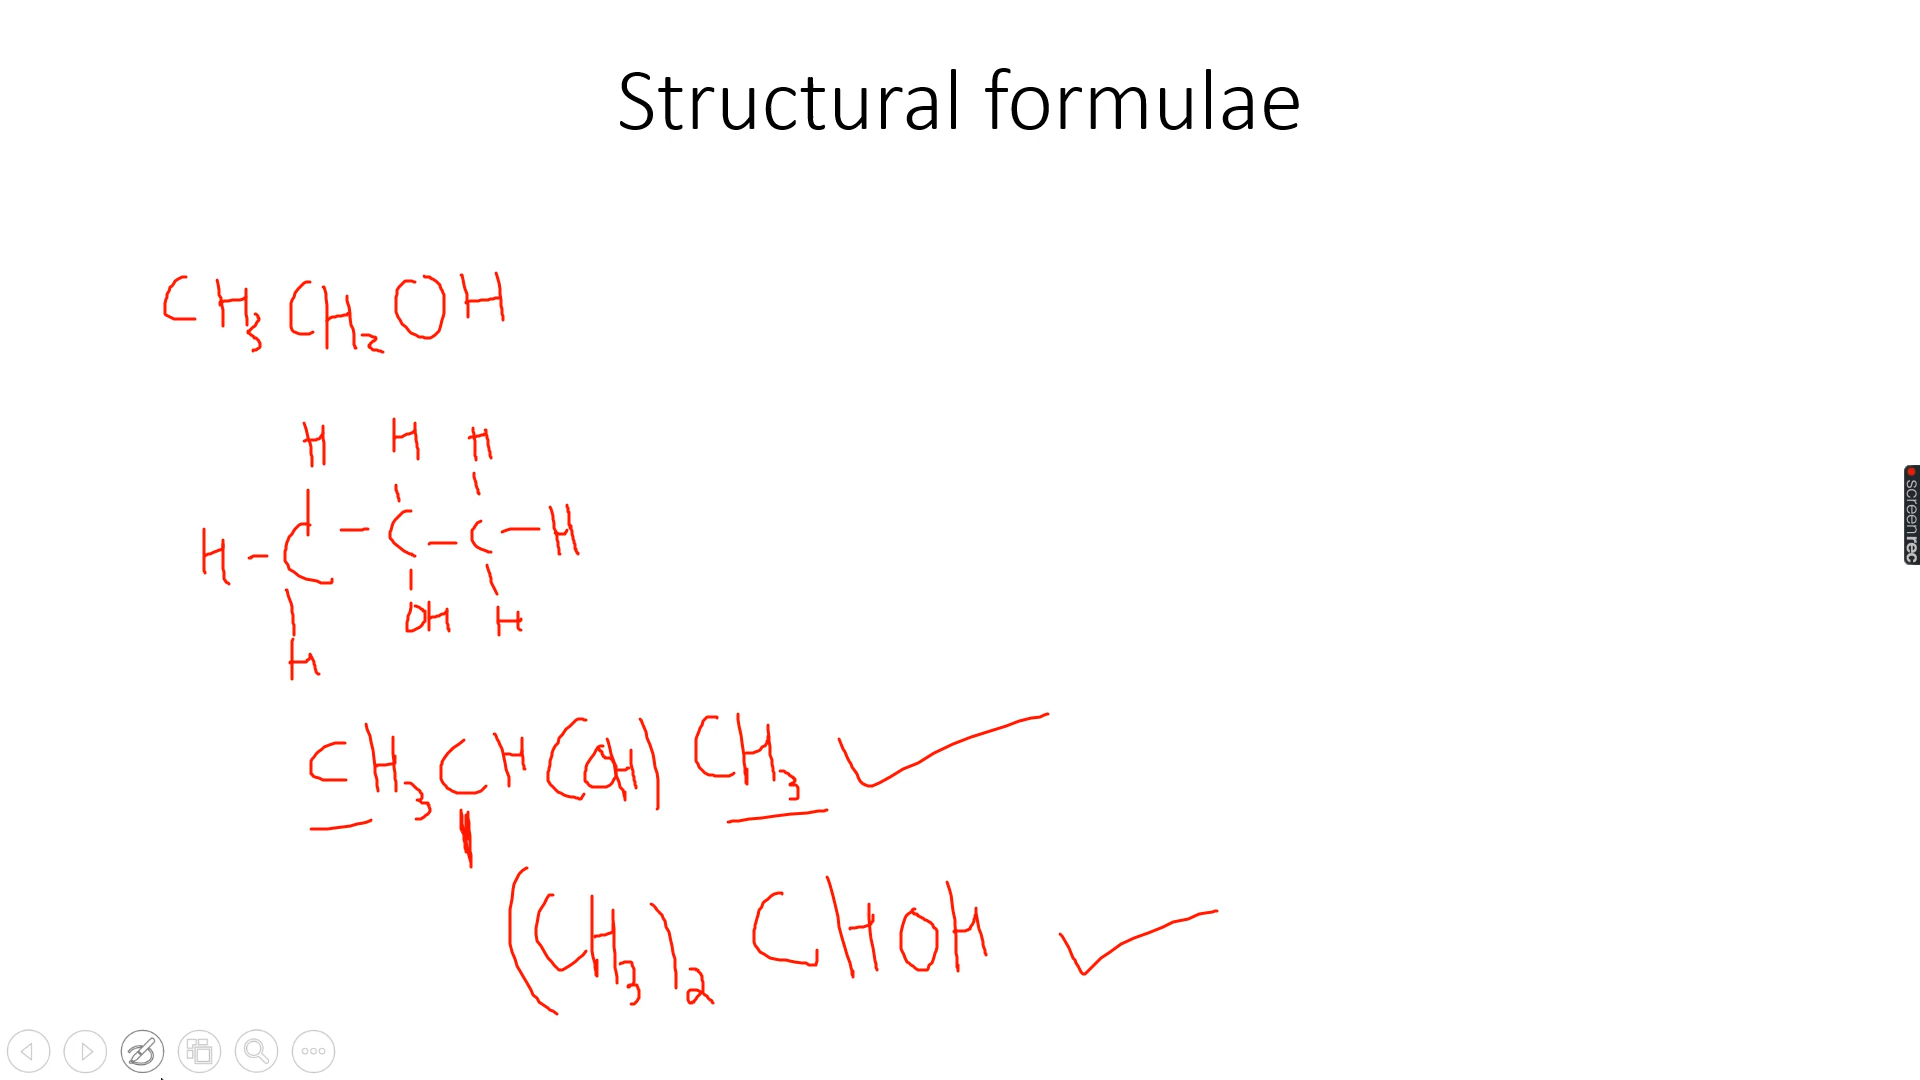 Structural formulae
CH3CH2OH
H H H
H-C-C-C-H
H OH H
CH3CH(OH)CH3
(CH3)2CHOH
screenrec